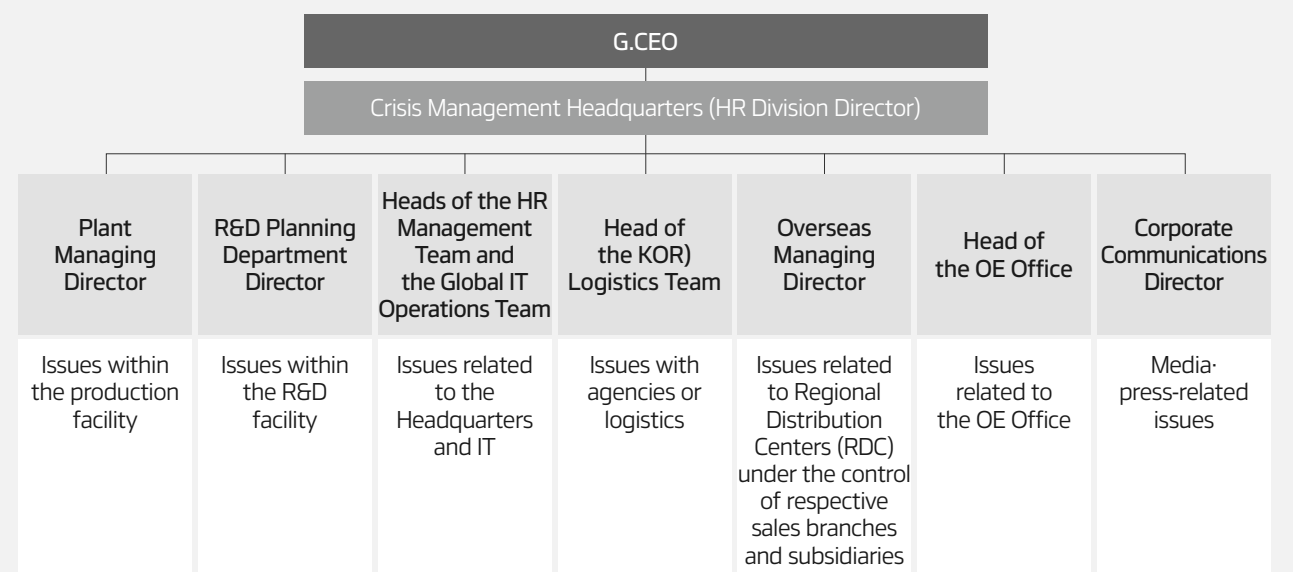 G.CEO
Crisis Management Headquarters (HR Division Director)
Plant
Managing
Director
R&D Planning
Department
Director
Heads of the HR
Management
Team and
the Global IT
Operations Team
Head of
the KOR)
Logistics Team
Overseas
Managing
Director
Head of
the OE Office
Corporate
Communications
Director
Issues within
the production
facility
Issues within
the R&D
facility
Issues related
to the
Headquarters
and IT
Issues with
agencies or
logistics
Issues related
to Regional
Distribution
Centers (RDC)
under the control
of respective
sales branches
and subsidiaries
Issues
related to
the OE Office
Media·
press-related
issues